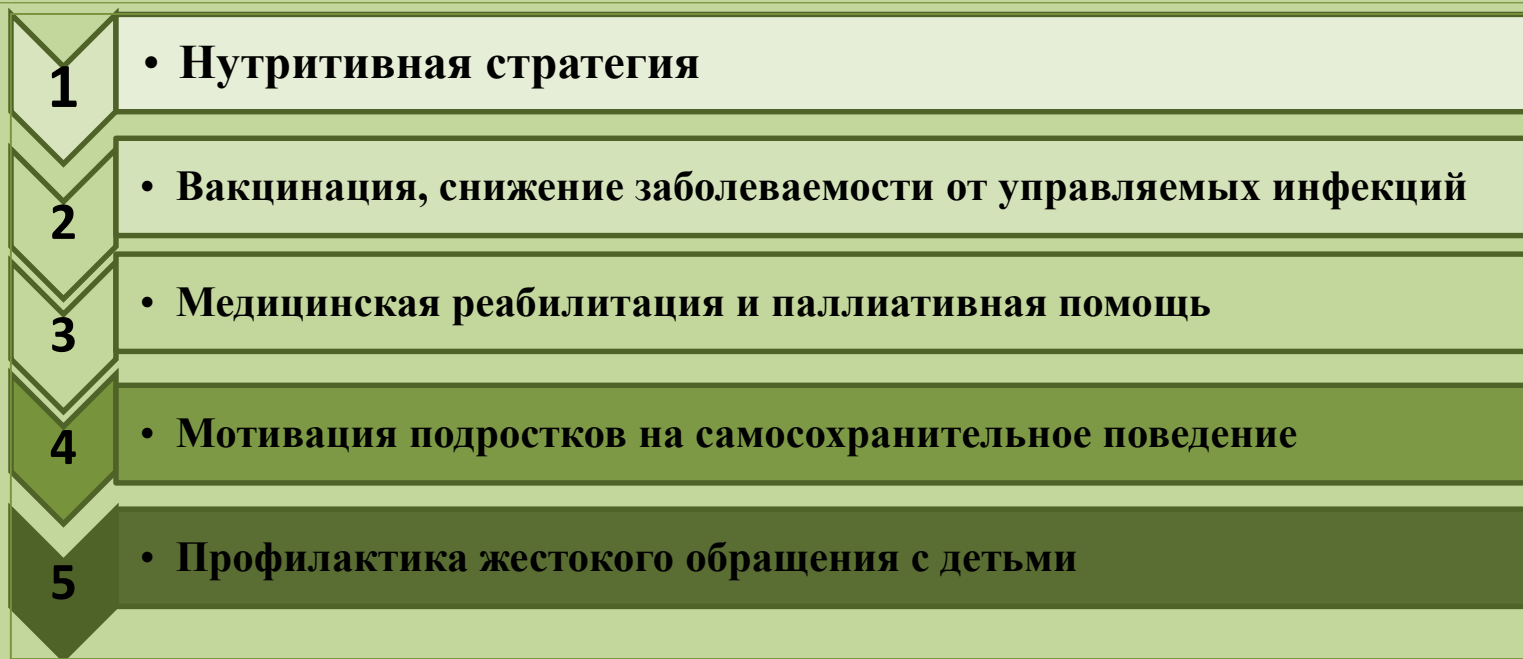 1 • Нутритивная стратегия
2 • Вакцинация, снижение заболеваемости от управляемых инфекций
3 • Медицинская реабилитация и паллиативная помощь
4 • Мотивация подростков на самосохранительное поведение
5 • Профилактика жестокого обращения с детьми